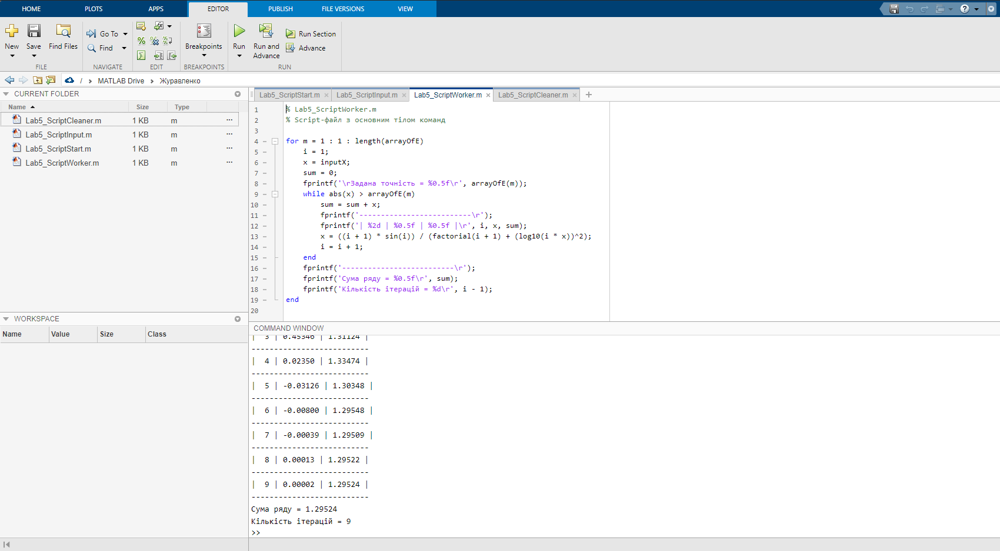 HOME PLOTS APPS EDITOR PUBLISH FILE VERSIONS VIEW
New Save Find Files Go To Find Breakpoints Run Run and Advance Run Section Advance
FILE NAVIGATE EDIT BREAKPOINTS RUN
/ MATLAB Drive Журавленко
CURRENT FOLDER
Name Size Type
Lab5_ScriptCleaner.m 1 KB m ...
Lab5_ScriptInput.m 1 KB m ...
Lab5_ScriptStart.m 1 KB m ...
Lab5_ScriptWorker.m 1 KB m ...
WORKSPACE
Name Value Size Class
Lab5_ScriptStart.m × Lab5_ScriptInput.m × Lab5_ScriptWorker.m × Lab5_ScriptCleaner.m × +
1 % Lab5_ScriptWorker.m
2 % Script-файл з основним тілом команд
3
4 for m = 1 : 1 : length(arrayOfE)
5 i = 1;
6 x = inputX;
7 sum = 0;
8 fprintf('\rЗадана точність = %0.5f\r', arrayOfE(m));
9 while abs(x) > arrayOfE(m)
10 sum = sum + x;
11 fprintf('--------------------------\r');
12 fprintf('| %2d | %0.5f | %0.5f |\r', i, x, sum);
13 x = ((i + 1) * sin(i)) / (factorial(i + 1) + (log10(i * x))^2);
14 i = i + 1;
15 end
16 fprintf('--------------------------\r');
17 fprintf('Сума ряду = %0.5f\r', sum);
18 fprintf('Кількість ітерацій = %d\r', i - 1);
19 end
20
COMMAND WINDOW
| 3 | 0.45346 | 1.31124 |
--------------------------
| 4 | 0.02350 | 1.33474 |
--------------------------
| 5 | -0.03126 | 1.30348 |
--------------------------
| 6 | -0.00800 | 1.29548 |
--------------------------
| 7 | -0.00039 | 1.29509 |
--------------------------
| 8 | 0.00013 | 1.29522 |
--------------------------
| 9 | 0.00002 | 1.29524 |
--------------------------
Сума ряду = 1.29524
Кількість ітерацій = 9
>>